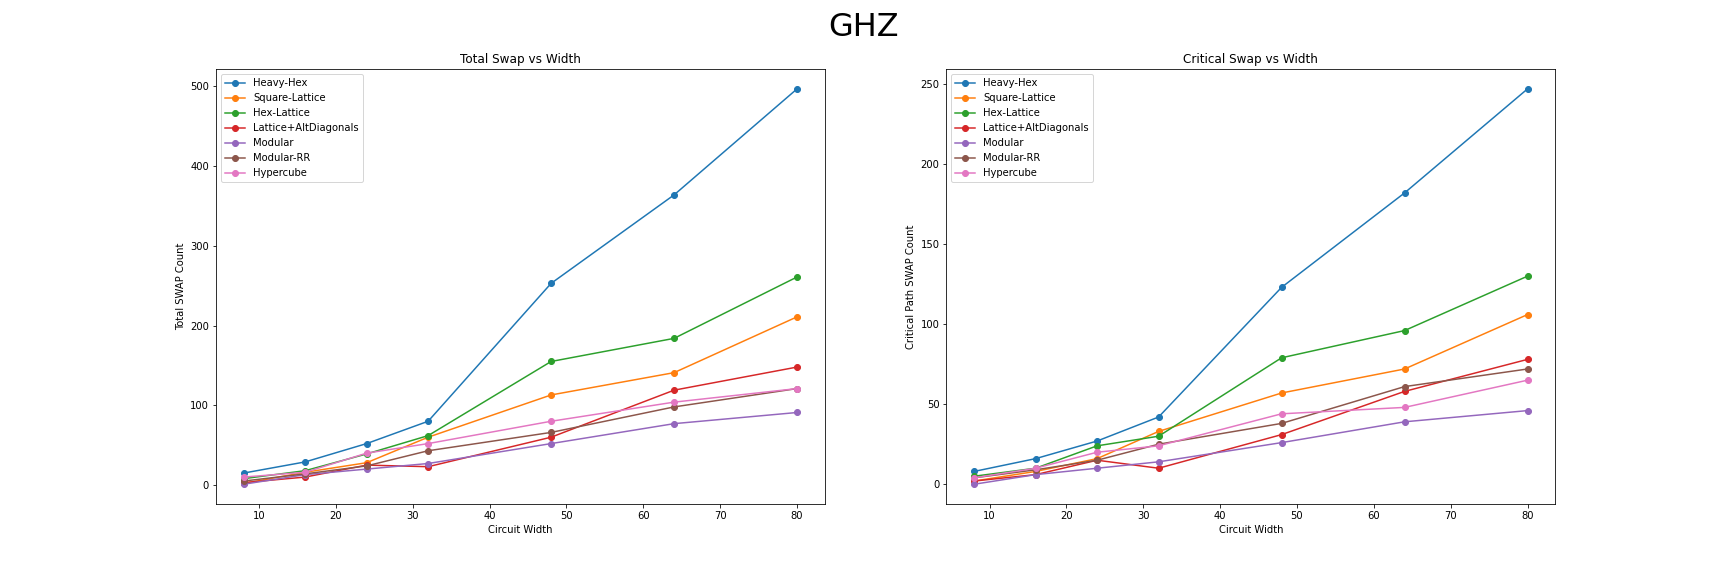 GHZ
Total Swap vs Width
Total SWAP Count
500
400
300
200
100
0
Heavy-Hex
Square-Lattice
Hex-Lattice
Lattice+AltDiagonals
Modular
Modular-RR
Hypercube
10 20 30 40 50 60 70 80
Circuit Width
Critical Swap vs Width
Critical Path SWAP Count
250
200
150
100
50
0
Heavy-Hex
Square-Lattice
Hex-Lattice
Lattice+AltDiagonals
Modular
Modular-RR
Hypercube
10 20 30 40 50 60 70 80
Circuit Width